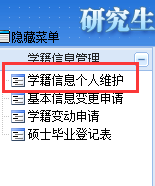 研究生
隐藏菜单
学籍信息管理
学籍信息个人维护
基本信息变更申请
学籍变动申请
硕士毕业登记表